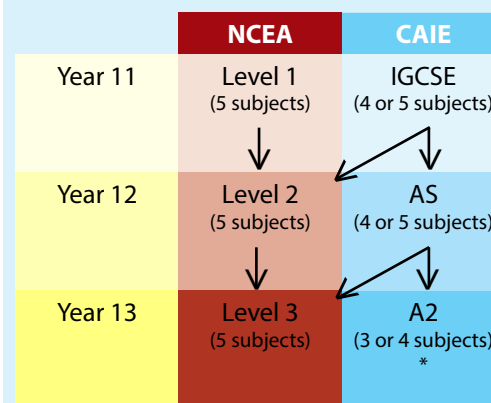 NCEA CAIE
Year 11 Level 1 IGCSE
(5 subjects) (4 or 5 subjects)
Year 12 Level 2 AS
(5 subjects) (4 or 5 subjects)
Year 13 Level 3 A2
(5 subjects) (3 or 4 subjects)
*